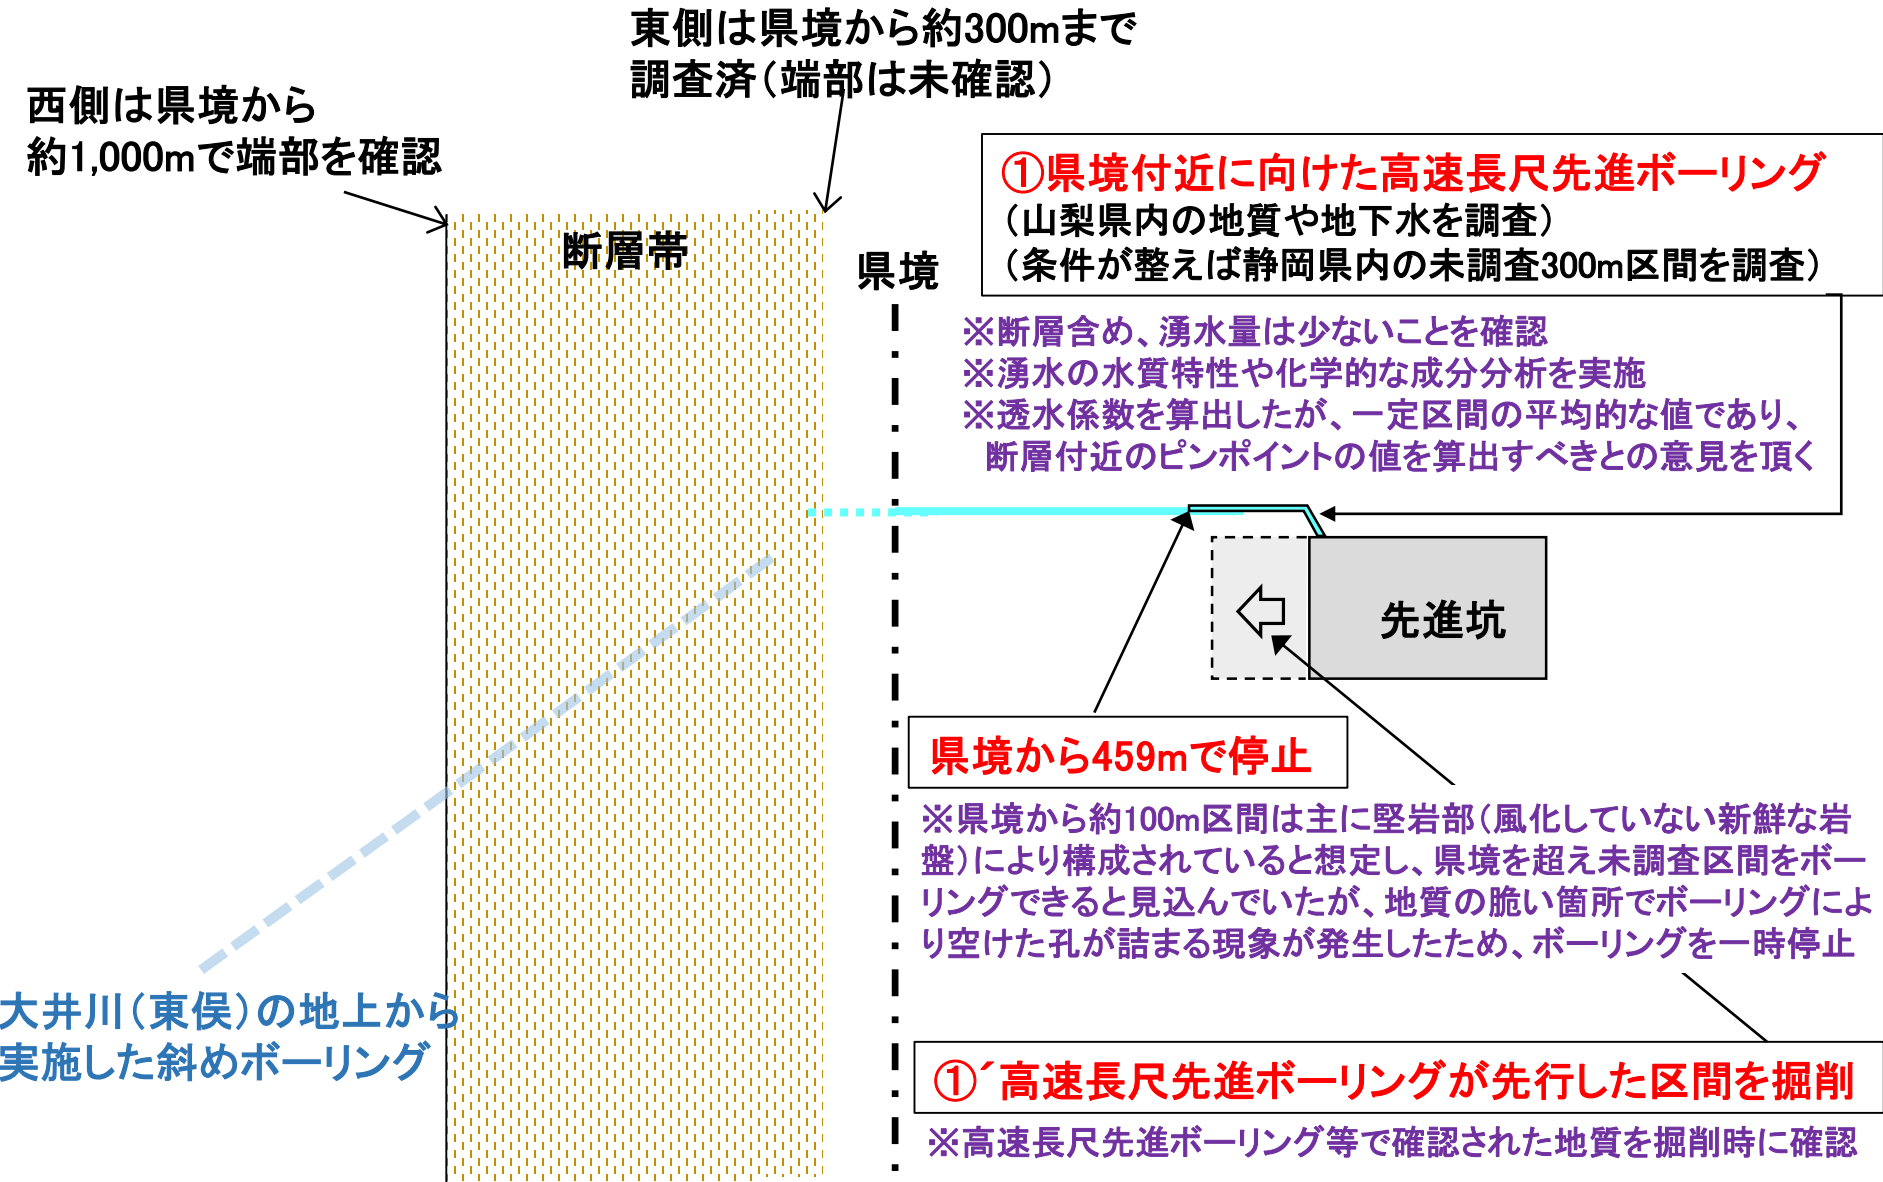 東側は県境から約300mまで
調査済（端部は未確認）
西側は県境から
約1,000mで端部を確認
断層帯
県境
①県境付近に向けた高速長尺先進ボーリング
（山梨県内の地質や地下水を調査）
（条件が整えば静岡県内の未調査300m区間を調査）
※断層含め、湧水量は少ないことを確認
※湧水の水質特性や化学的な成分分析を実施
※透水係数を算出したが、一定区間の平均的な値であり、
断層付近のピンポイントの値を算出すべきとの意見を頂く
先進坑
県境から459mで停止
※県境から約100m区間は主に堅岩部（風化していない新鮮な岩
盤）により構成されていると想定し、県境を超え未調査区間をボー
リングできると見込んでいたが、地質の脆い箇所でボーリングによ
り空けた孔が詰まる現象が発生したため、ボーリングを一時停止
大井川（東俣）の地上から
実施した斜めボーリング
①´高速長尺先進ボーリングが先行した区間を掘削
※高速長尺先進ボーリング等で確認された地質を掘削時に確認